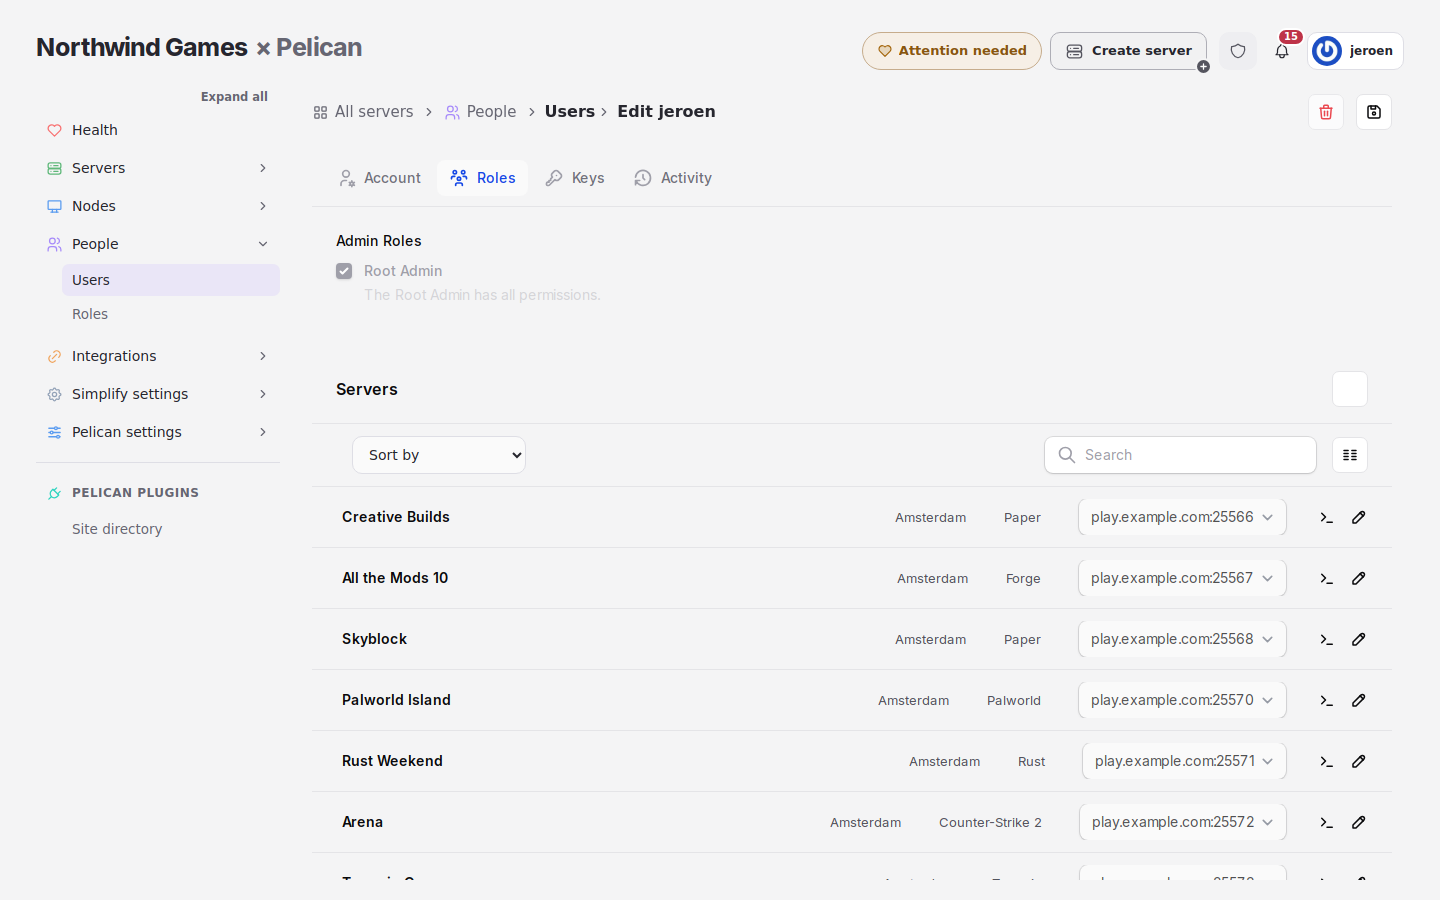 Northwind Games × Pelican
Attention needed
Create server
15
jeroen
Expand all
Health
Servers
Nodes
People
Users
Roles
Integrations
Simplify settings
Pelican settings
PELICAN PLUGINS
Site directory
All servers > People > Users > Edit jeroen
Account
Roles
Keys
Activity
Admin Roles
Root Admin
The Root Admin has all permissions.
Servers
Sort by
Search
Creative Builds Amsterdam Paper play.example.com:25566
All the Mods 10 Amsterdam Forge play.example.com:25567
Skyblock Amsterdam Paper play.example.com:25568
Palworld Island Amsterdam Palworld play.example.com:25570
Rust Weekend Amsterdam Rust play.example.com:25571
Arena Amsterdam Counter-Strike 2 play.example.com:25572